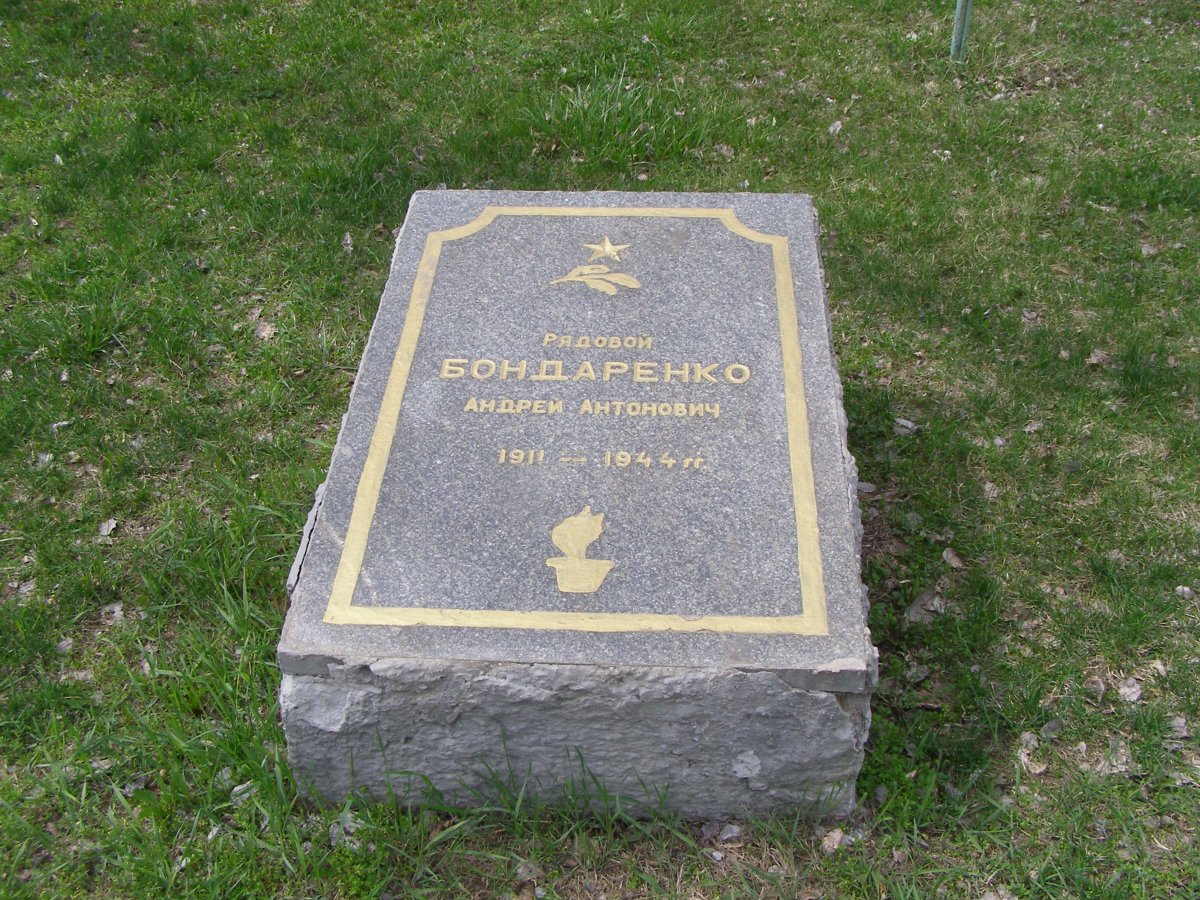 Рядовой
БОНДАРЕНКО
Андрей Антонович
1911 — 1944 гг.